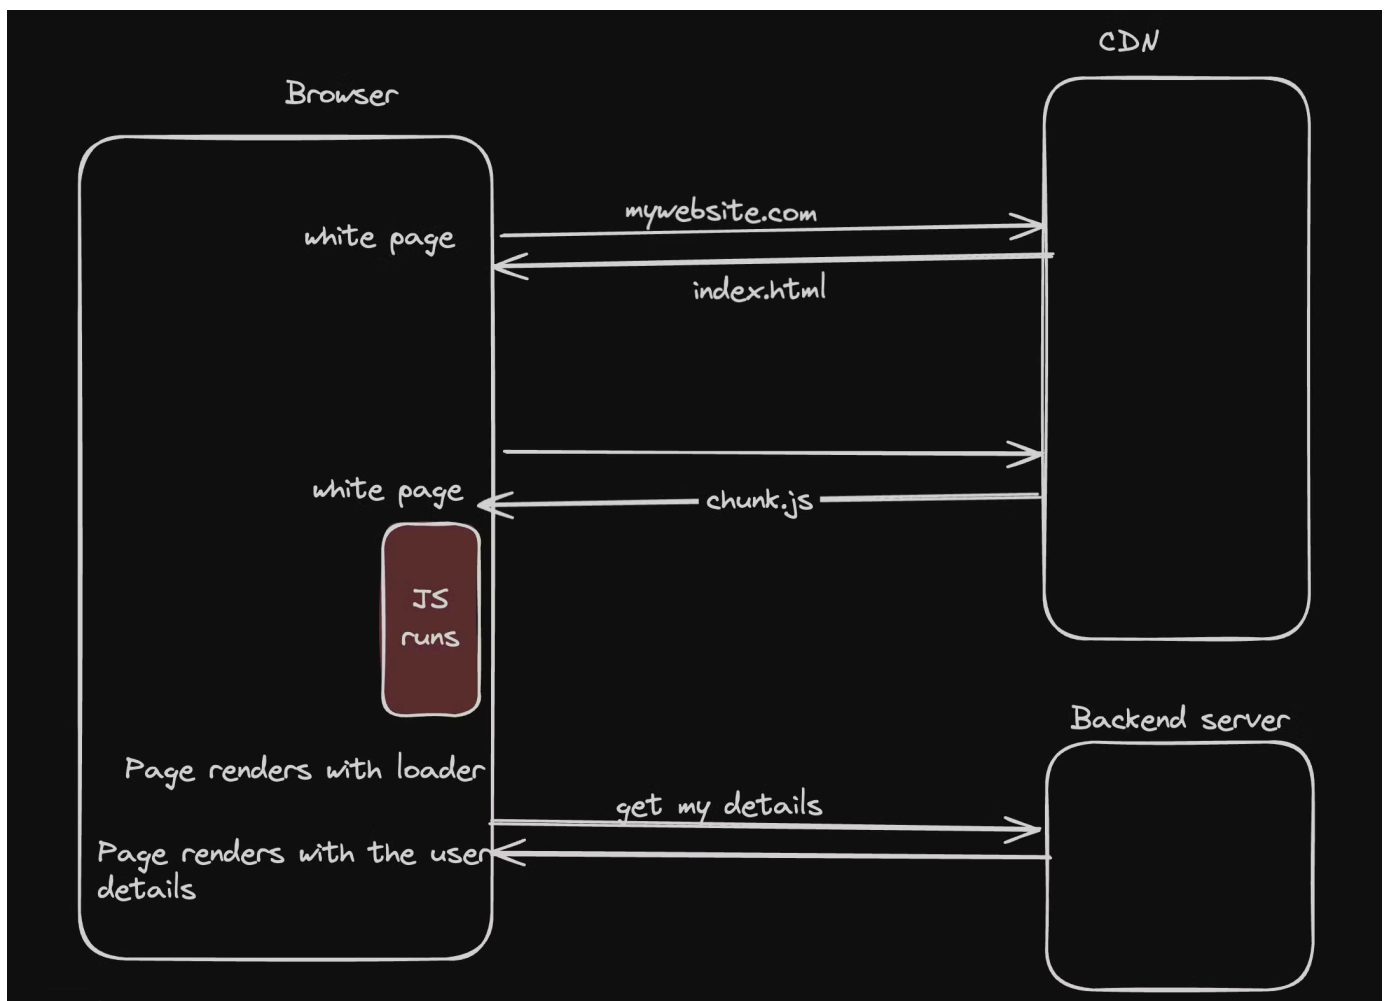 CDN
Browser
mywebsite.com
white page
index.html
white page
chunk.js
JS
runs
Backend server
Page renders with loader
get my details
Page renders with the user
details